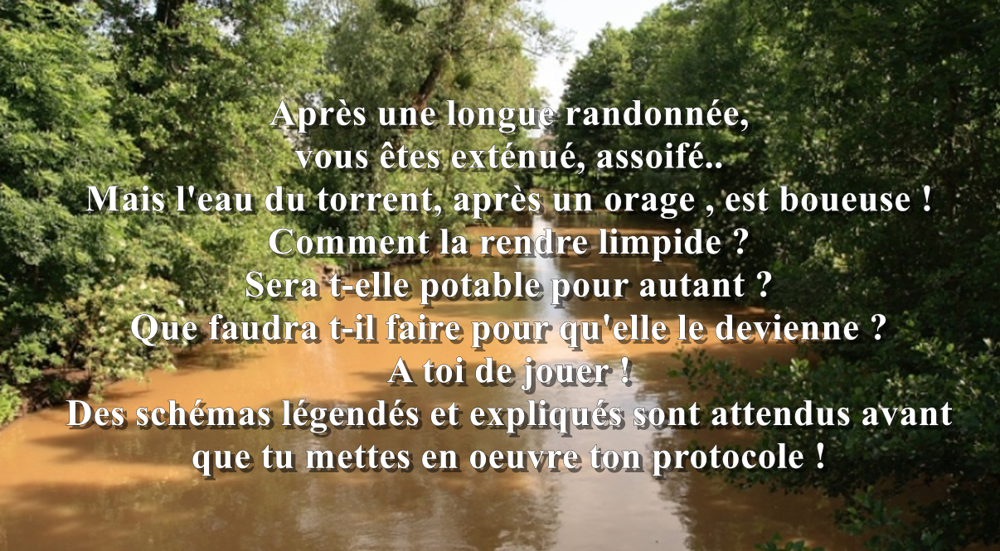 Après une longue randonnée,
vous êtes exténué, assoifé..
Mais l'eau du torrent, après un orage , est boueuse !
Comment la rendre limpide ?
Sera t-elle potable pour autant ?
Que faudra t-il faire pour qu'elle le devienne ?
A toi de jouer !
Des schémas légendés et expliqués sont attendus avant
que tu mettes en oeuvre ton protocole !